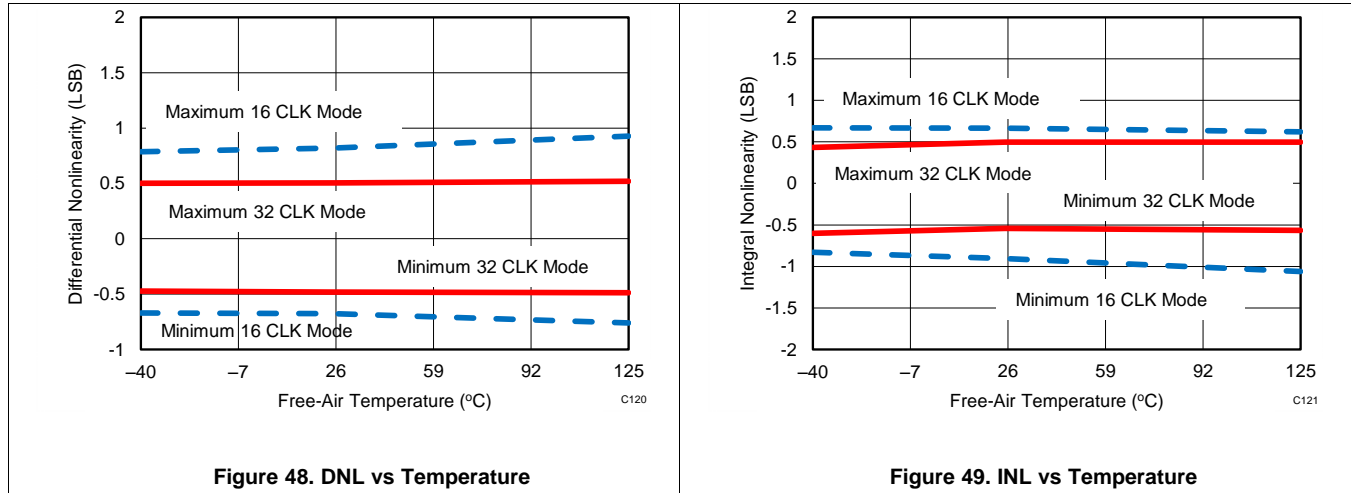 2
1.5
1
0.5
0
-0.5
-1
Differential Nonlinearity (LSB)
Maximum 16 CLK Mode
Maximum 32 CLK Mode
Minimum 32 CLK Mode
Minimum 16 CLK Mode
–40 –7 26 59 92 125
Free-Air Temperature (°C)
C120
Figure 48. DNL vs Temperature
2
1.5
1
0.5
0
-0.5
-1
-1.5
-2
Integral Nonlinearity (LSB)
Maximum 16 CLK Mode
Maximum 32 CLK Mode
Minimum 32 CLK Mode
Minimum 16 CLK Mode
–40 –7 26 59 92 125
Free-Air Temperature (°C)
C121
Figure 49. INL vs Temperature